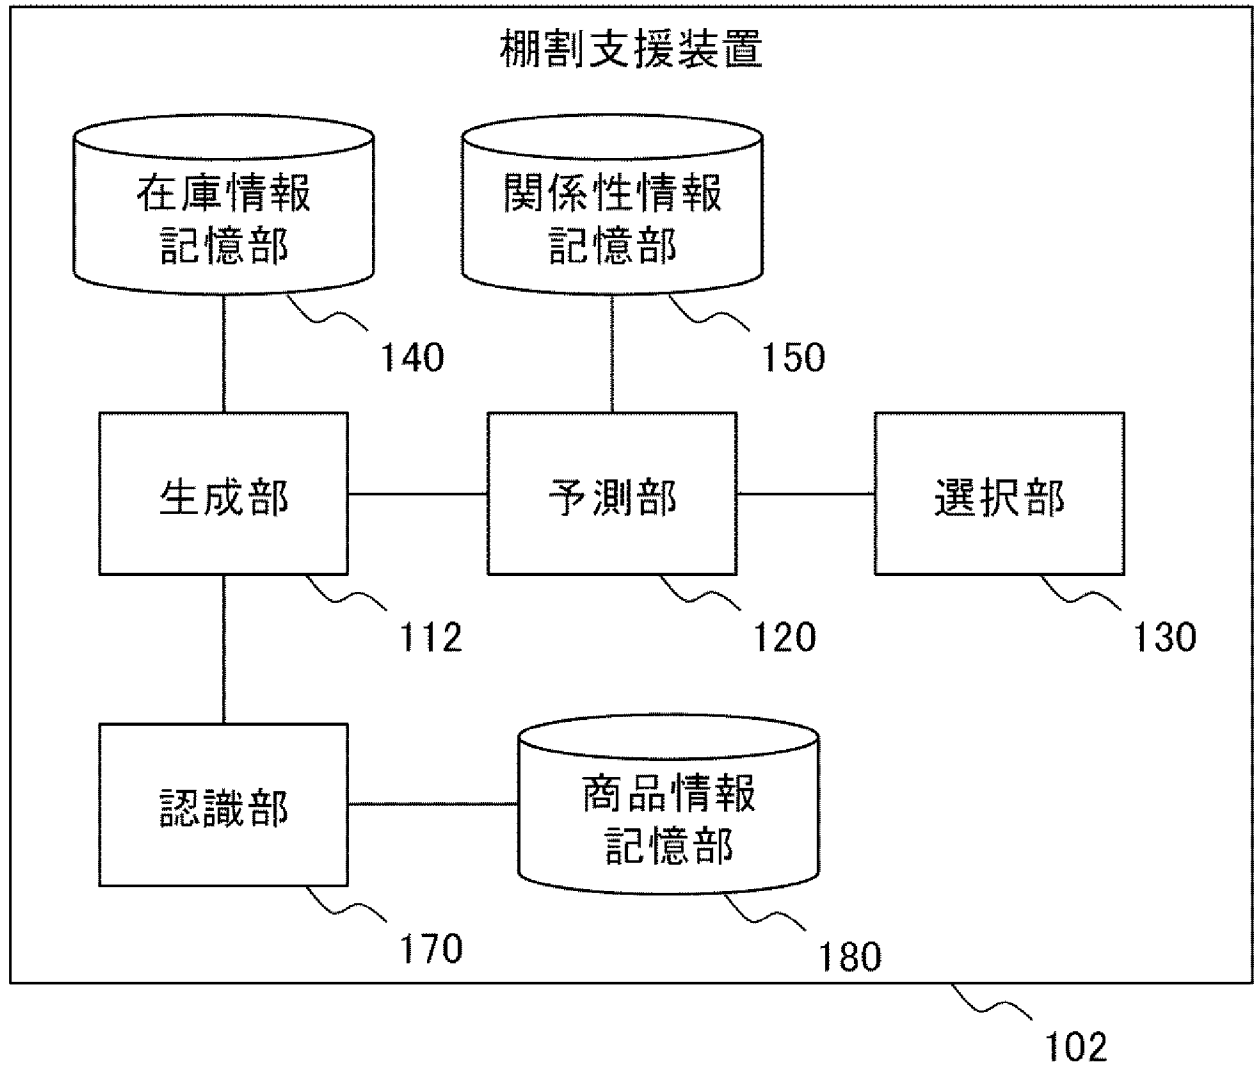 棚割支援装置
在庫情報
記憶部
140
関係性情報
記憶部
150
生成部
112
予測部
120
選択部
130
認識部
170
商品情報
記憶部
180
102